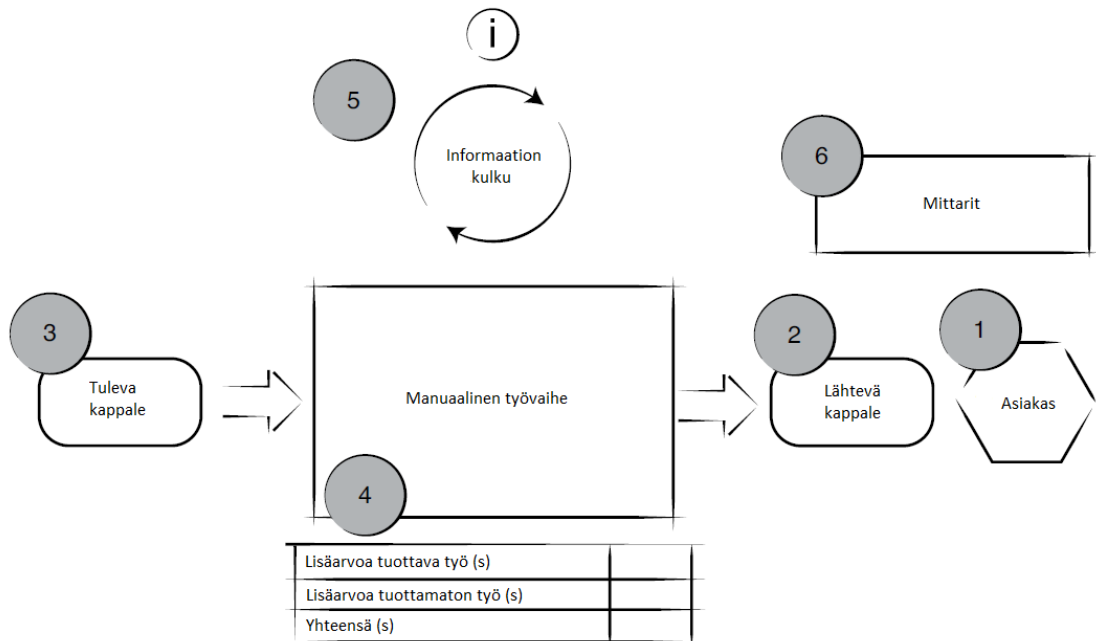 i
5
Informaation
kulku
6
Mittarit
3
Tuleva
kappale
Manuaalinen työvaihe
2
Lähtevä
kappale
1
Asiakas
4
Lisäarvoa tuottava työ (s)
Lisäarvoa tuottamaton työ (s)
Yhteensä (s)